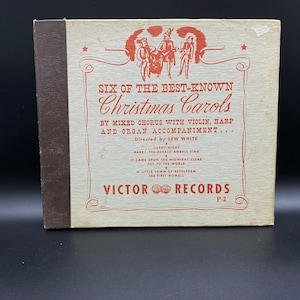 SIX OF THE BEST-KNOWN
Christmas Carols
BY MIXED CHORUS WITH VIOLIN, HARP
AND ORGAN ACCOMPANIMENT...
Directed by LEW WHITE
SILENT NIGHT
HARK! THE HERALD ANGELS SING
IT CAME UPON THE MIDNIGHT CLEAR
JOY TO THE WORLD
O LITTLE TOWN OF BETHLEHEM
THE FIRST NOWELL
VICTOR RECORDS
P-2